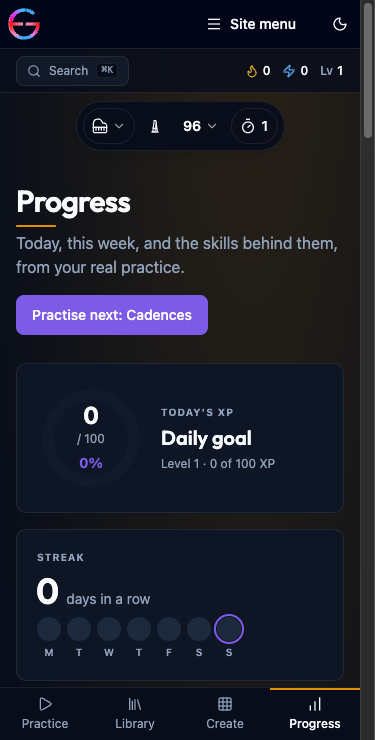 G
Site menu
Search ⌘K
0 0 Lv 1
96 1
Progress
Today, this week, and the skills behind them,
from your real practice.
Practise next: Cadences
0
/ 100
0%
TODAY'S XP
Daily goal
Level 1 · 0 of 100 XP
STREAK
0 days in a row
M T W T F S S
Practice Library Create Progress